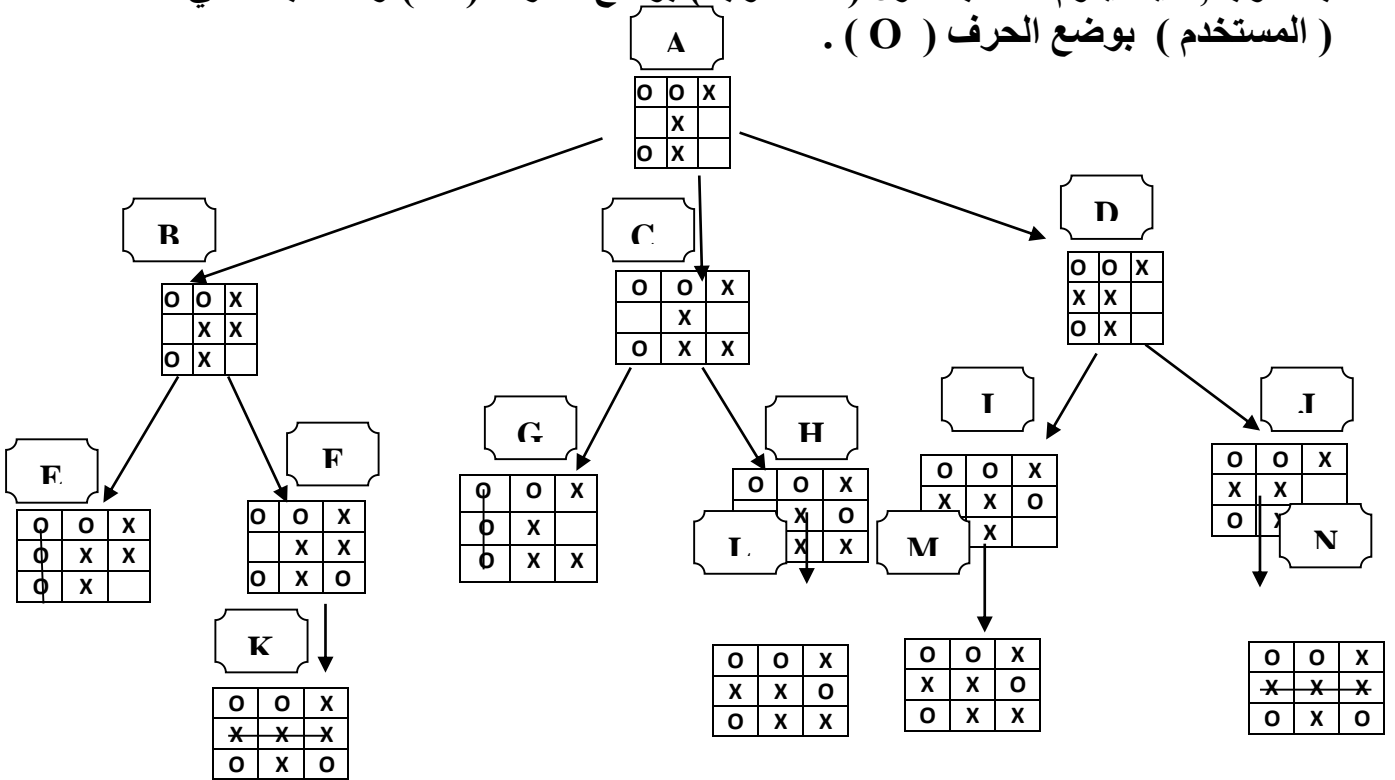 ( المستخدم ) بوضع الحرف ( O ) .
A
O O X
X
O X
B
C
D
O O X
X X
O X
O O X
X
O X X
O O X
X X
O X
E
F
G
H
I
J
O O X
O X X
O X
O O X
X X
O X O
O O X
O X
O X X
O O X
X O
X X
O O X
X X O
X
O O X
X X
O X
K
L
M
N
O O X
X X X
O X O
O O X
X X O
O X X
O O X
X X O
O X X
O O X
X X X
O X O